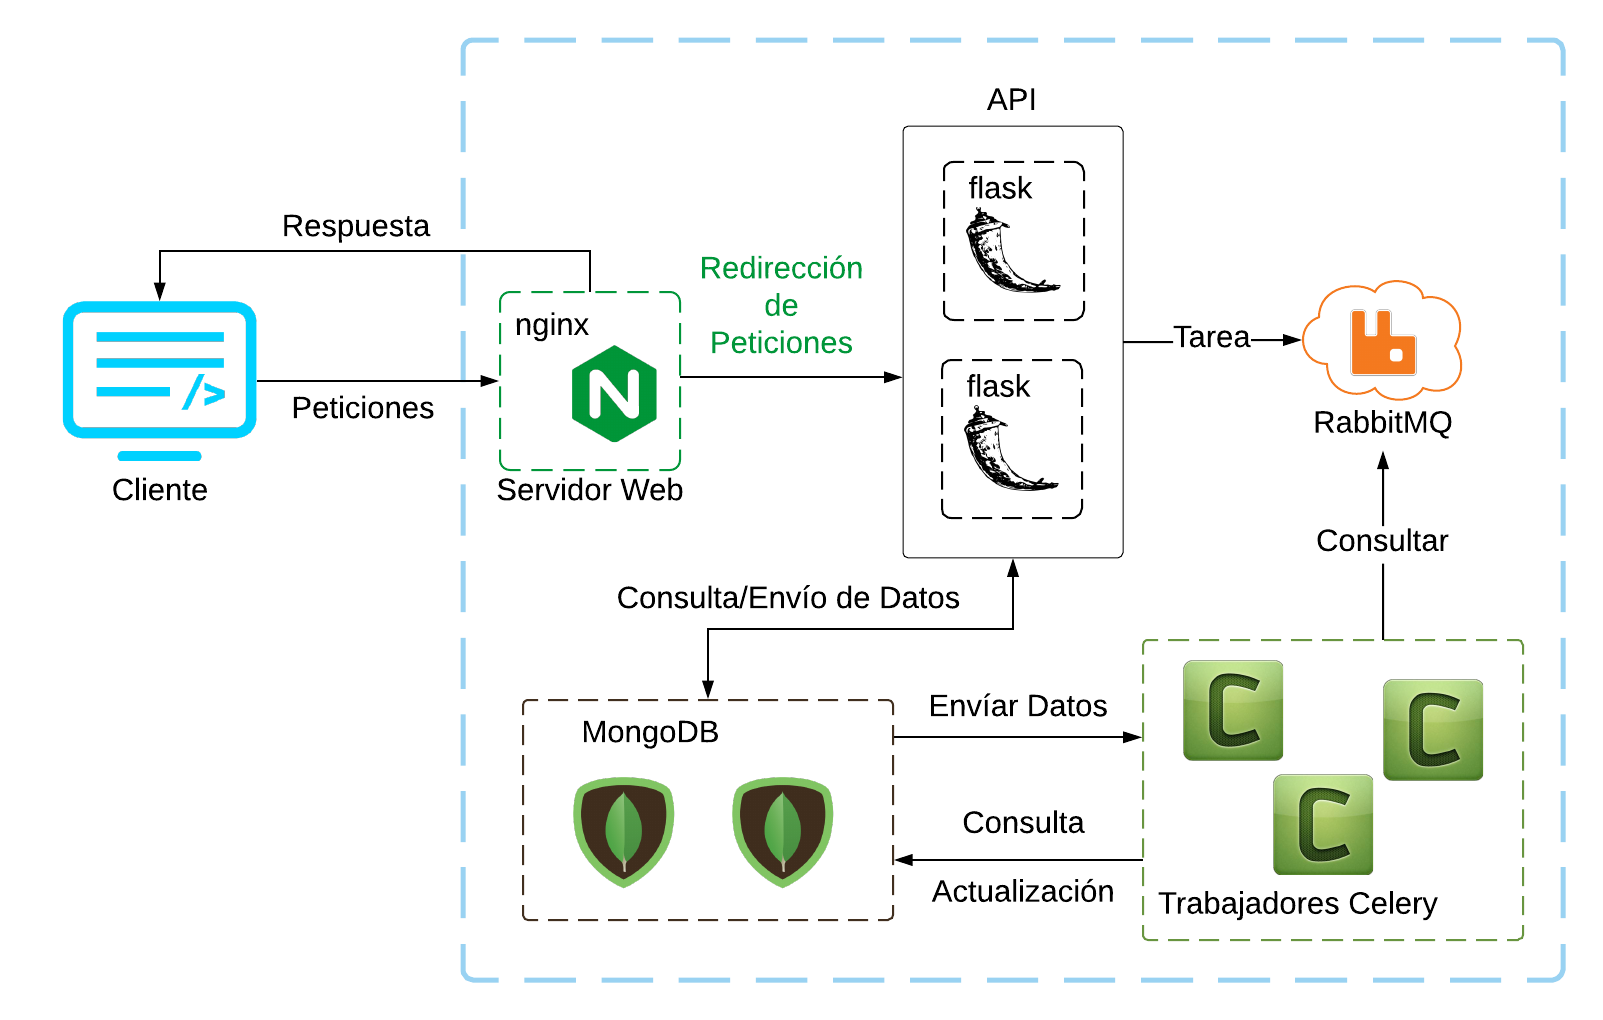 API
flask
Respuesta
Redirección
de
Peticiones
nginx
Tarea
flask
Peticiones
RabbitMQ
Cliente
Servidor Web
Consultar
Consulta/Envío de Datos
Envíar Datos
MongoDB
Consulta
Actualización
Trabajadores Celery